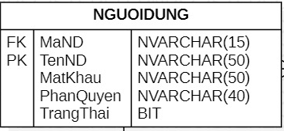 NGUOIDUNG
FK MaND NVARCHAR(15)
PK TenND NVARCHAR(50)
MatKhau NVARCHAR(50)
PhanQuyen NVARCHAR(40)
TrangThai BIT